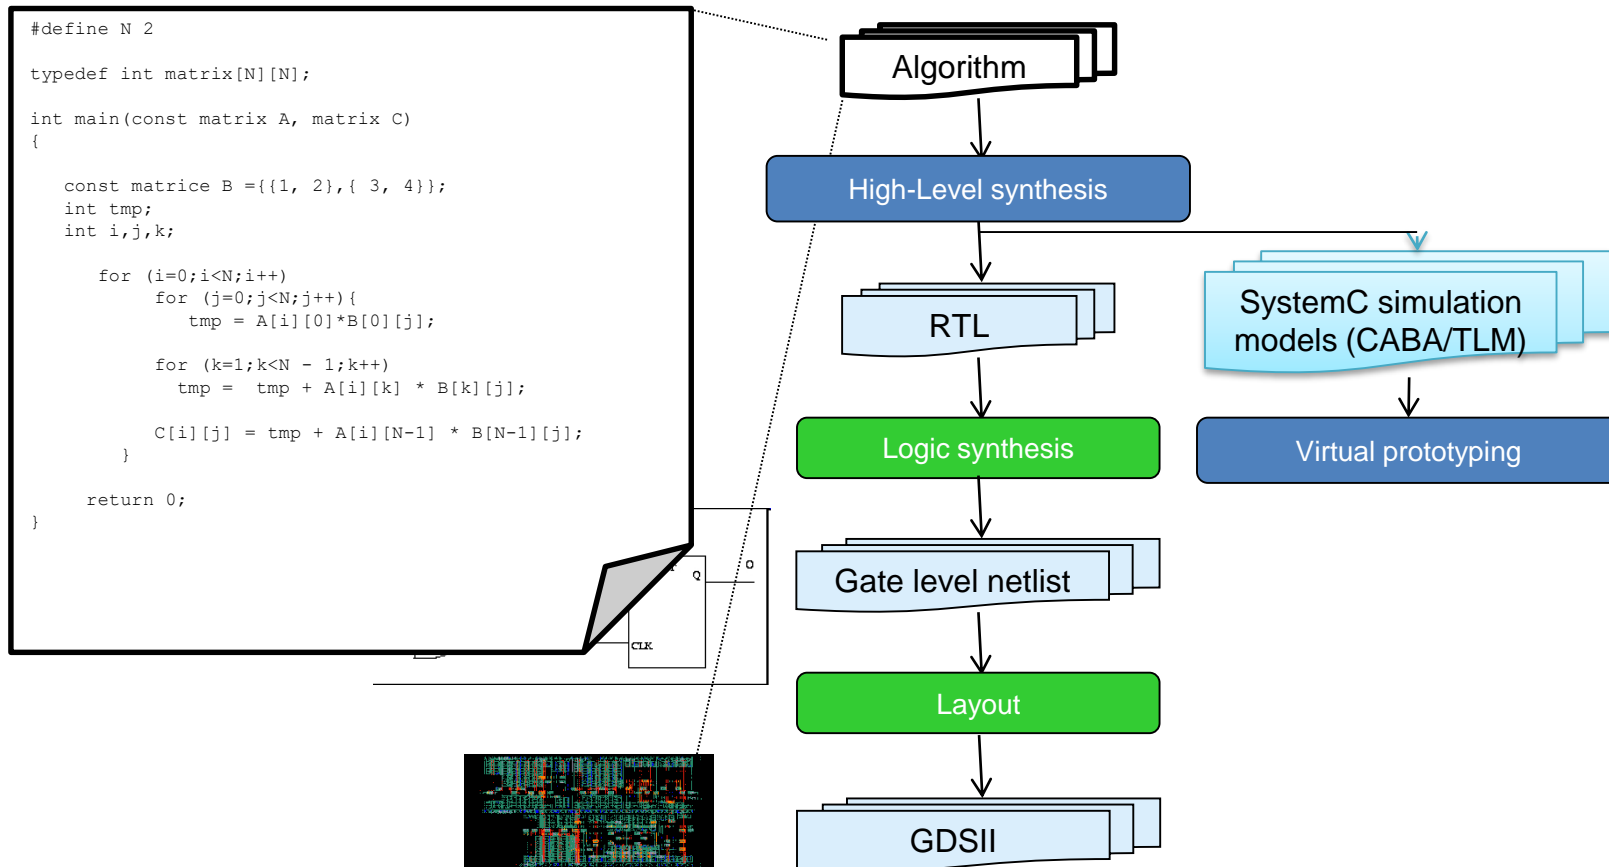 #define N 2
typedef int matrix[N][N];
int main(const matrix A, matrix C)
{
const matrice B ={{1, 2},{ 3, 4}};
int tmp;
int i,j,k;
for (i=0;i<N;i++)
for (j=0;j<N;j++){
tmp = A[i][0]*B[0][j];
for (k=1;k<N - 1;k++)
tmp =  tmp + A[i][k] * B[k][j];
C[i][j] = tmp + A[i][N-1] * B[N-1][j];
}
return 0;
}
Q
O
CLK
Algorithm
High-Level synthesis
RTL
SystemC simulation
models (CABA/TLM)
Logic synthesis
Virtual prototyping
Gate level netlist
Layout
GDSII